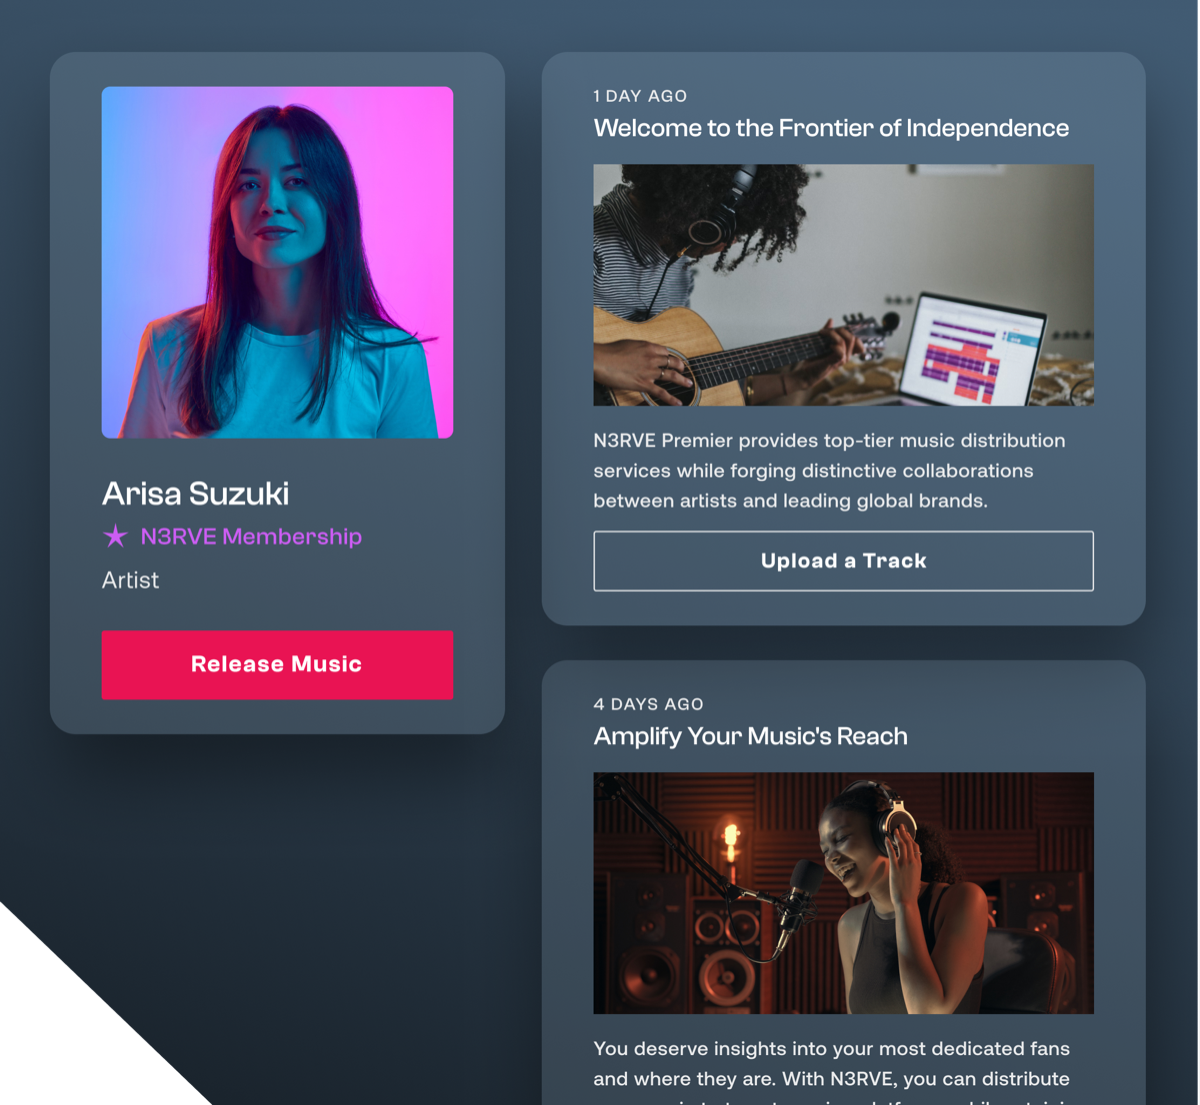 Arisa Suzuki
N3RVE Membership
Artist
Release Music
1 DAY AGO
Welcome to the Frontier of Independence
N3RVE Premier provides top-tier music distribution
services while forging distinctive collaborations
between artists and leading global brands.
Upload a Track
4 DAYS AGO
Amplify Your Music's Reach
You deserve insights into your most dedicated fans
and where they are. With N3RVE, you can distribute